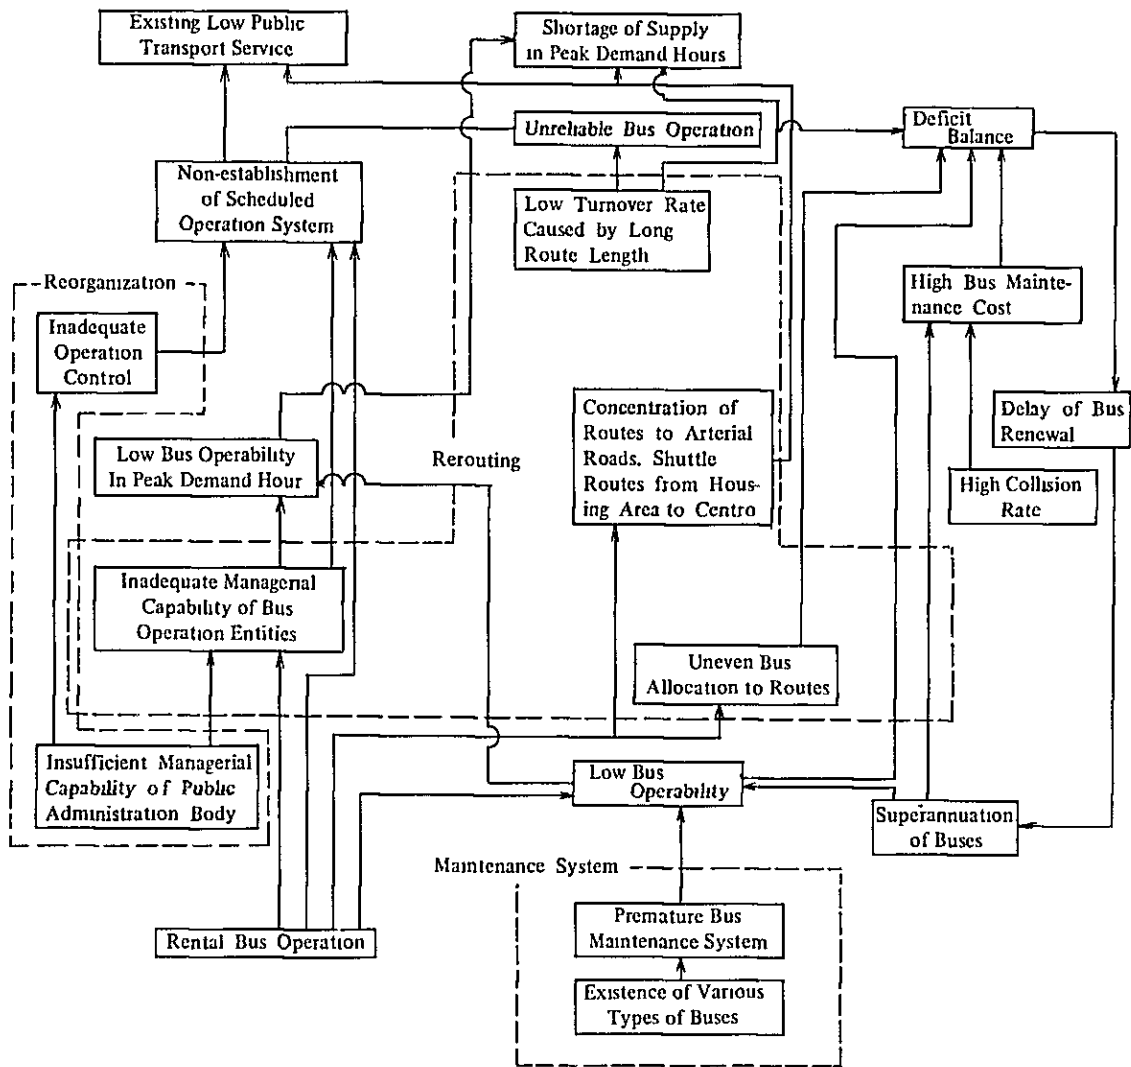 Existing Low Public
Transport Service
Shortage of Supply
in Peak Demand Hours
Unreliable Bus Operation
Deficit
Balance
Non-establishment
of Scheduled
Operation System
Low Turnover Rate
Caused by Long
Route Length
Reorganization
High Bus Mainte-
nance Cost
Inadequate
Operation
Control
Concentration of
Routes to Arterial
Roads. Shuttle
Routes from Hous-
ing Area to Centro
Delay of Bus
Renewal
Low Bus Operability
In Peak Demand Hour
Rerouting
High Collision
Rate
Inadequate Managerial
Capability of Bus
Operation Entities
Uneven Bus
Allocation to Routes
Insufficient Managerial
Capability of Public
Administration Body
Low Bus
Operability
Superannuation
of Buses
Maintenance System
Premature Bus
Maintenance System
Rental Bus Operation
Existence of Various
Types of Buses